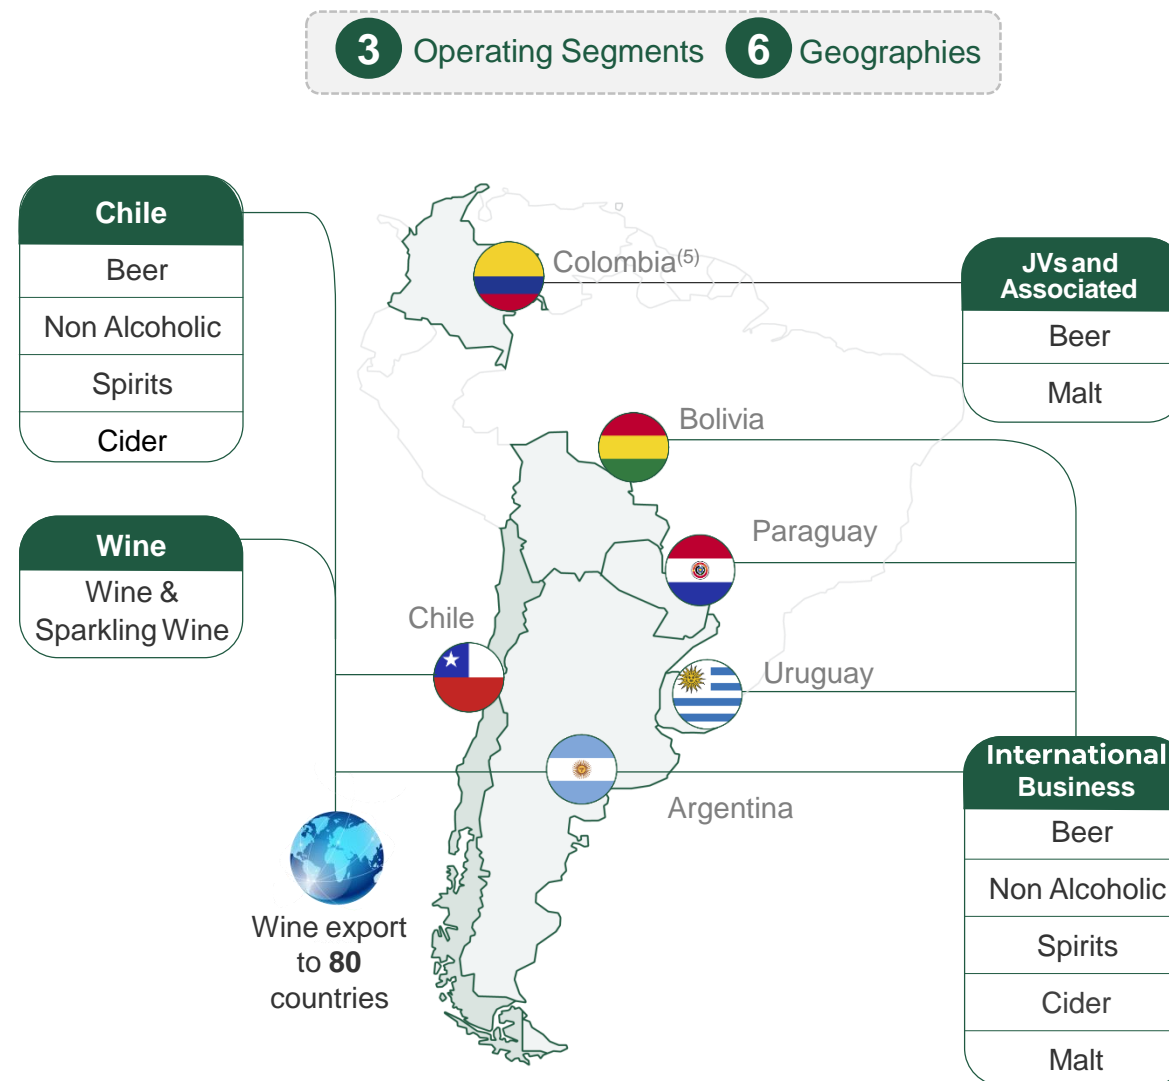 3 Operating Segments 6 Geographies
Chile
Beer
Non Alcoholic
Spirits
Cider
Wine
Wine &
Sparkling Wine
Colombia(5)
Bolivia
Paraguay
Chile
Uruguay
Argentina
Wine export
to 80
countries
JVs and
Associated
Beer
Malt
International
Business
Beer
Non Alcoholic
Spirits
Cider
Malt